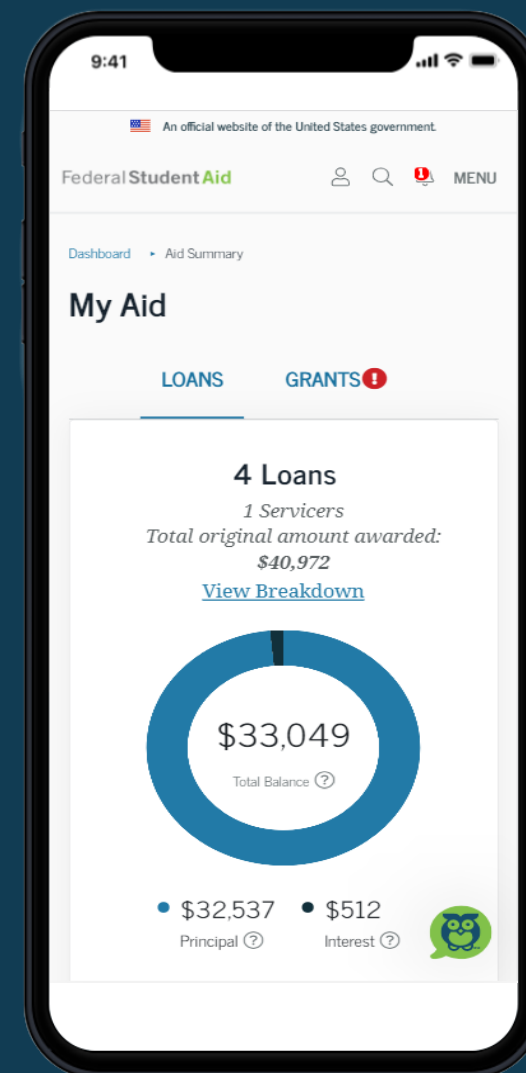 9:41
An official website of the United States government.
Federal Student Aid
1
MENU
Dashboard ▸ Aid Summary
My Aid
LOANS GRANTS !
4 Loans
1 Servicers
Total original amount awarded:
$40,972
View Breakdown
$33,049
Total Balance ?
$32,537 $512
Principal ? Interest ?